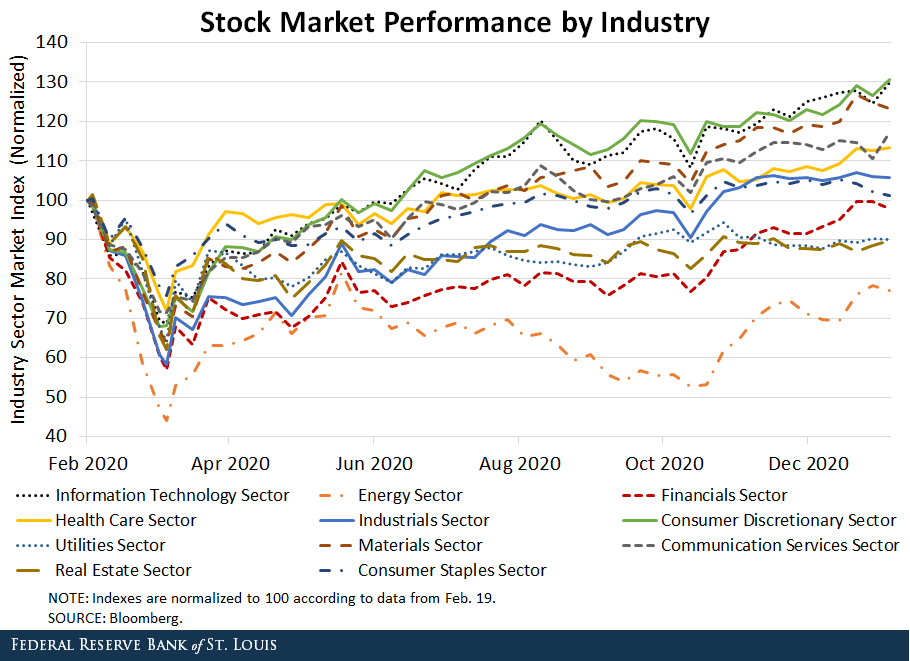 Stock Market Performance by Industry
Industry Sector Market Index (Normalized)
140
130
120
110
100
90
80
70
60
50
40
Feb 2020 Apr 2020 Jun 2020 Aug 2020 Oct 2020 Dec 2020
Information Technology Sector Energy Sector Financials Sector
Health Care Sector Industrials Sector Consumer Discretionary Sector
Utilities Sector Materials Sector Communication Services Sector
Real Estate Sector Consumer Staples Sector
NOTE: Indexes are normalized to 100 according to data from Feb. 19.
SOURCE: Bloomberg.
FEDERAL RESERVE BANK of ST. LOUIS